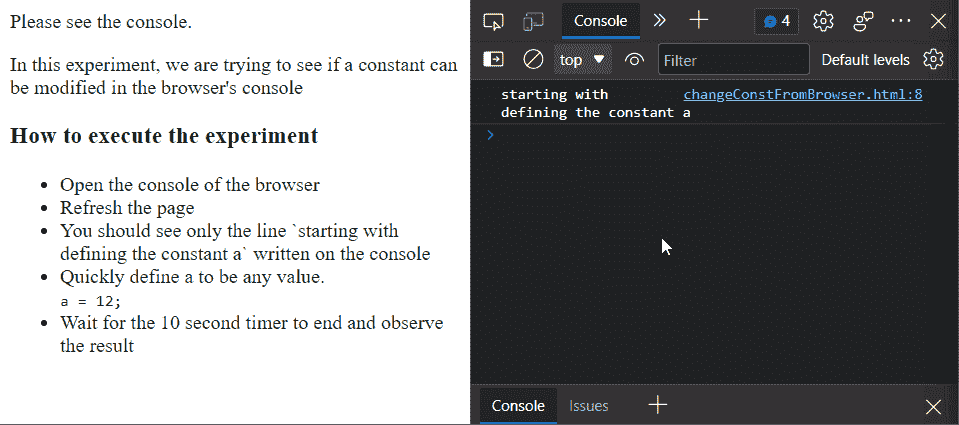 Please see the console.
In this experiment, we are trying to see if a constant can
be modified in the browser's console
How to execute the experiment
Open the console of the browser
Refresh the page
You should see only the line `starting with
defining the constant a` written on the console
Quickly define a to be any value.
a = 12;
Wait for the 10 second timer to end and observe
the result
Console
4
top
Filter
Default levels
starting with changeConstFromBrowser.html:8
defining the constant a
Console Issues